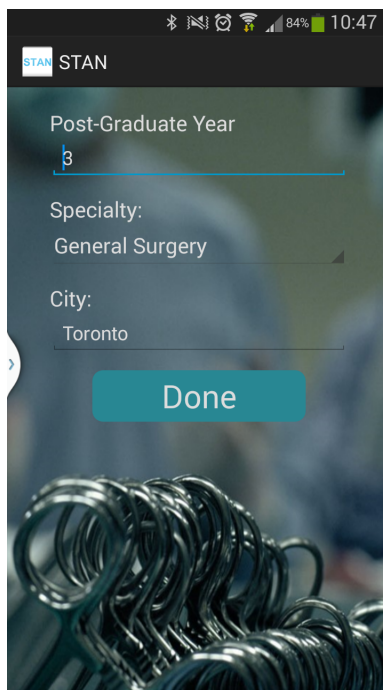 84% 10:47
STAN STAN
Post-Graduate Year
3
Specialty:
General Surgery
City:
Toronto
Done